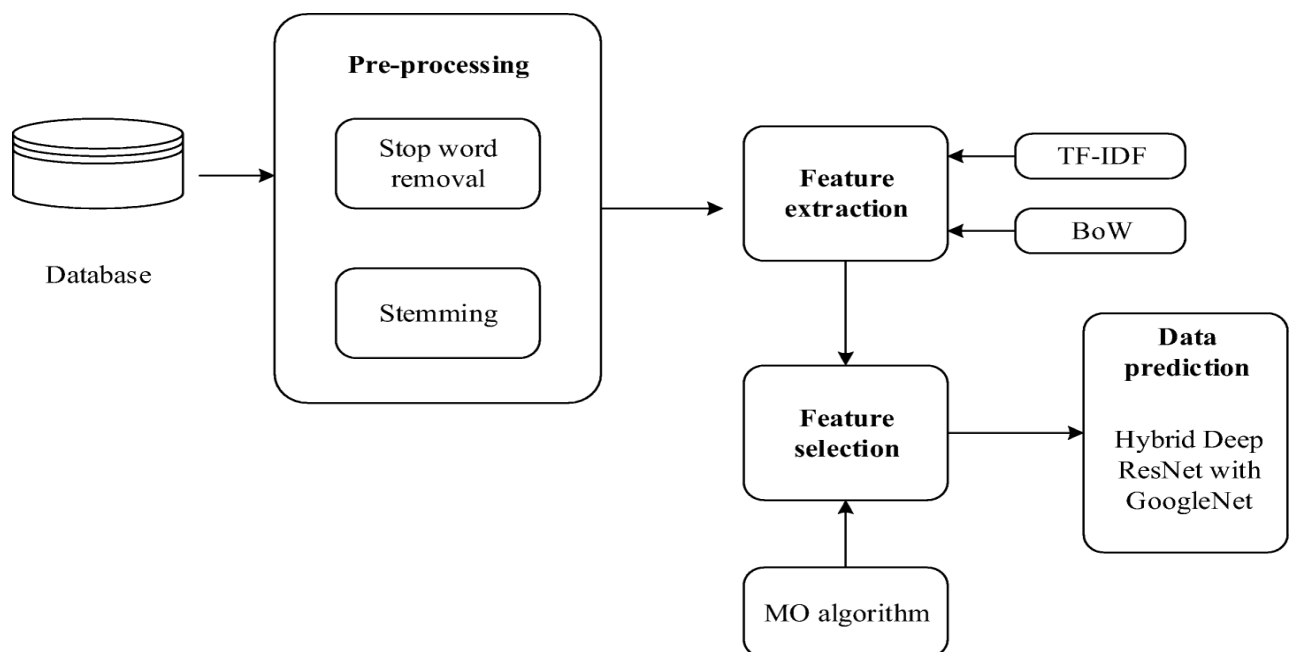 Database
Pre-processing
Stop word
removal
Stemming
Feature
extraction
TF-IDF
BoW
Feature
selection
MO algorithm
Data
prediction
Hybrid Deep
ResNet with
GoogleNet